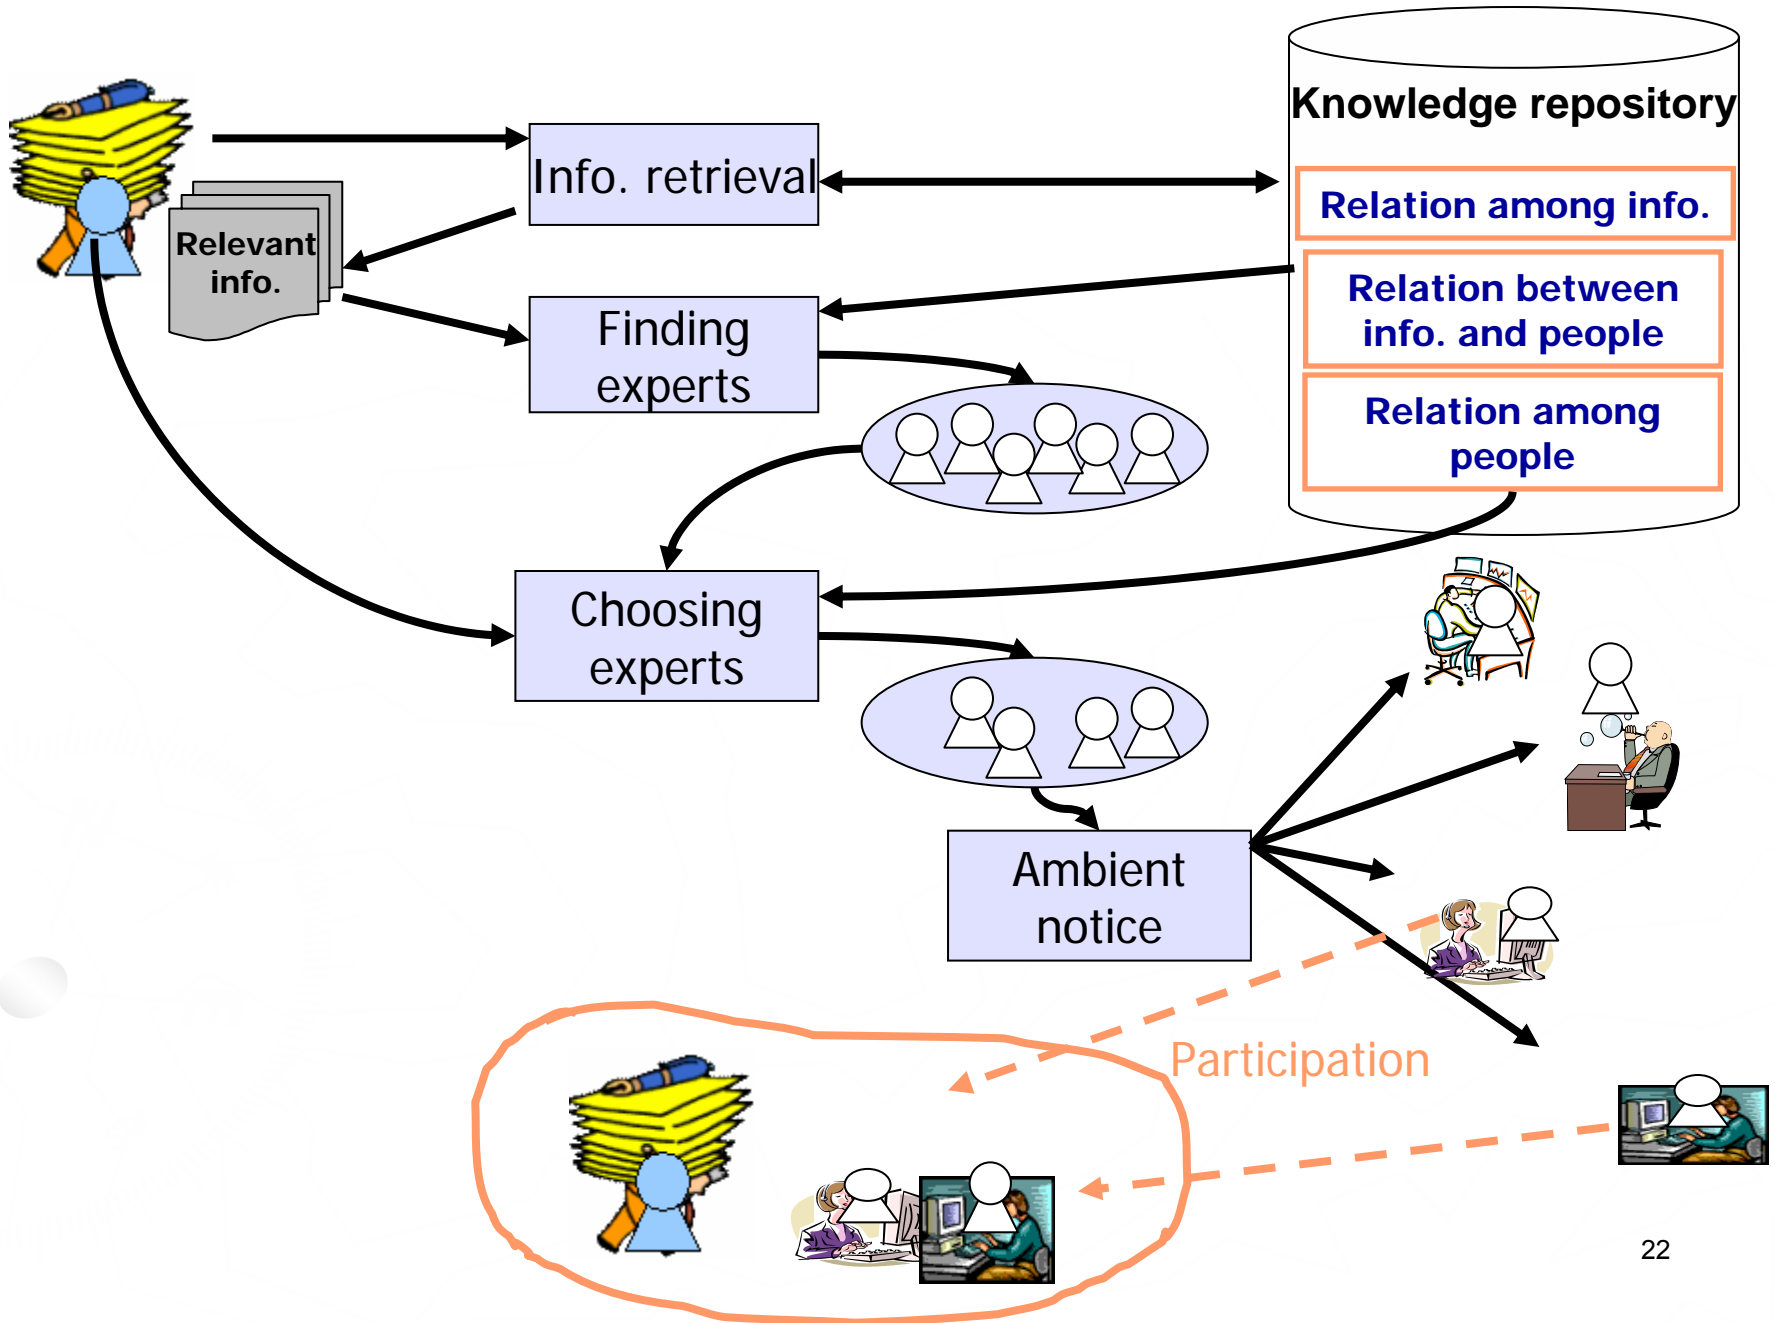 Knowledge repository
Info. retrieval
Relation among info.
Relevant
info.
Relation between
info. and people
Finding
experts
Relation among
people
Choosing
experts
Ambient
notice
Participation
22